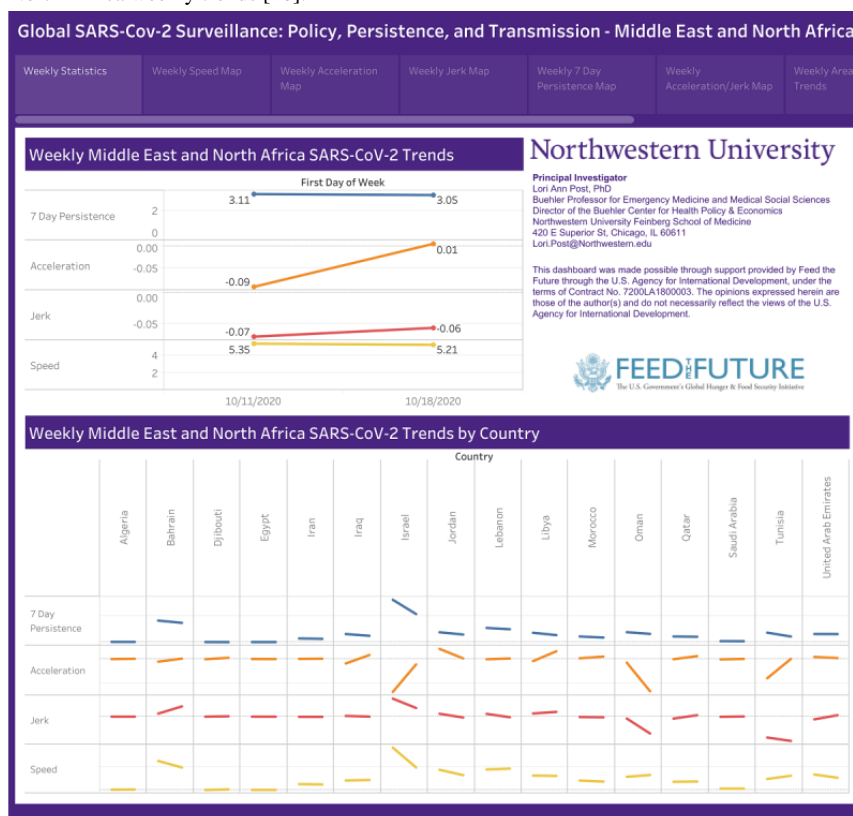 Global SARS-Cov-2 Surveillance: Policy, Persistence, and Transmission - Middle East and North Africa
Weekly Statistics
Weekly Speed Map
Weekly Acceleration
Map
Weekly Jerk Map
Weekly 7 Day
Persistence Map
Weekly
Acceleration/Jerk Map
Weekly Area
Trends
Weekly Middle East and North Africa SARS-CoV-2 Trends
First Day of Week
7 Day Persistence
2
0
3.11
3.05
Acceleration
0.00
-0.05
-0.09
0.01
Jerk
0.00
-0.05
-0.07
-0.06
Speed
4
2
5.35
5.21
10/11/2020
10/18/2020
Northwestern University
Principal Investigator
Lori Ann Post, PhD
Buehler Professor for Emergency Medicine and Medical Social Sciences
Director of the Buehler Center for Health Policy & Economics
Northwestern University Feinberg School of Medicine
420 E Superior St, Chicago, IL 60611
Lori.Post@Northwestern.edu
This dashboard was made possible through support provided by Feed the
Future through the U.S. Agency for International Development, under the
terms of Contract No. 7200LA1800003. The opinions expressed herein are
those of the author(s) and do not necessarily reflect the views of the U.S.
Agency for International Development.
FEED THE FUTURE
The U.S. Government's Global Hunger & Food Security Initiative
Weekly Middle East and North Africa SARS-CoV-2 Trends by Country
Country
Algeria
Bahrain
Djibouti
Egypt
Iran
Iraq
Israel
Jordan
Lebanon
Libya
Morocco
Oman
Qatar
Saudi Arabia
Tunisia
United Arab Emirates
7 Day
Persistence
Acceleration
Jerk
Speed